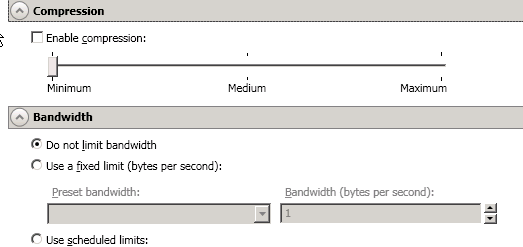 Compression
Enable compression:
Minimum Medium Maximum
Bandwidth
Do not limit bandwidth
Use a fixed limit (bytes per second):
Preset bandwidth: Bandwidth (bytes per second):
1
Use scheduled limits: